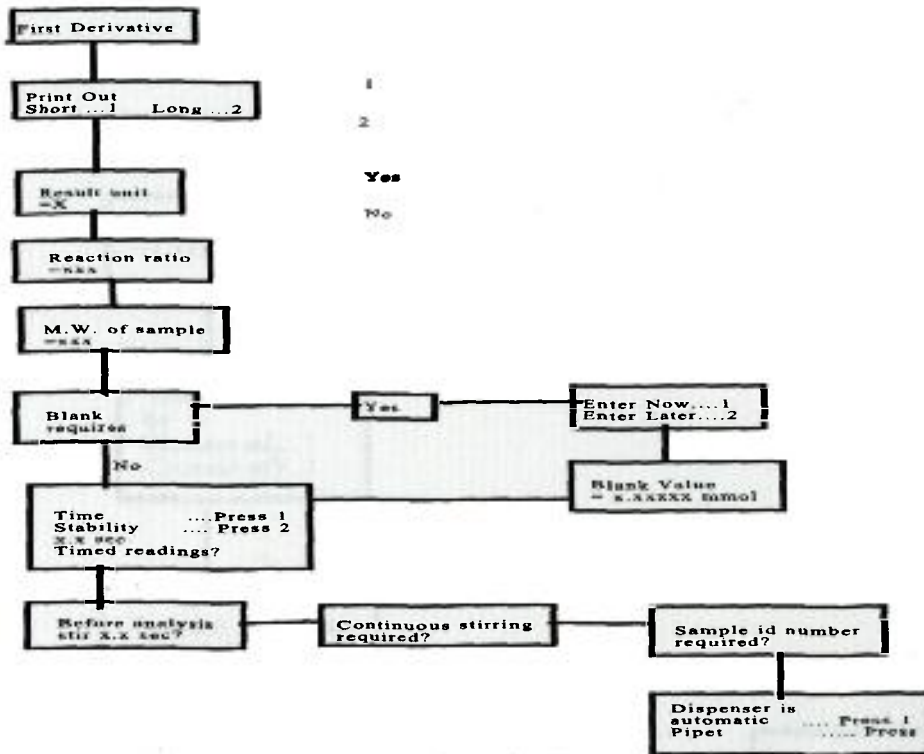 First Derivative
Print Out
Short ...1 Long ...2
1
2
Result unit
=X
Yes
No
Reaction ratio
=xxx
M.W. of sample
=xxx
Blank
requires
Yes
Enter Now....1
Enter Later....2
No
Blank Value
= x.xxxxx mmol
Time ....Press 1
Stability .... Press 2
x.x sec
Timed readings?
Before analysis
stir x.x sec?
Continuous stirring
required?
Sample id number
required?
Dispenser is
automatic .... Press 1
Pipet ..... Press